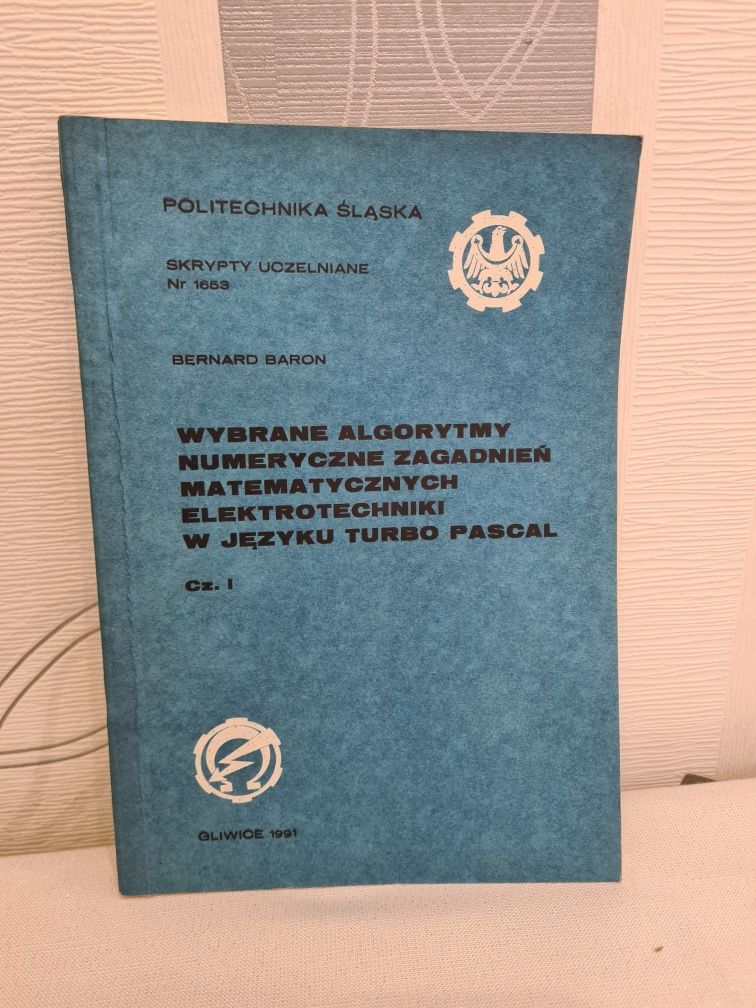 POLITECHNIKA ŚLĄSKA
SKRYPTY UCZELNIANE
Nr 1653
BERNARD BARON
WYBRANE ALGORYTMY
NUMERYCZNE ZAGADNIEŃ
MATEMATYCZNYCH
ELEKTROTECHNIKI
W JĘZYKU TURBO PASCAL
Cz. I
GLIWICE 1991